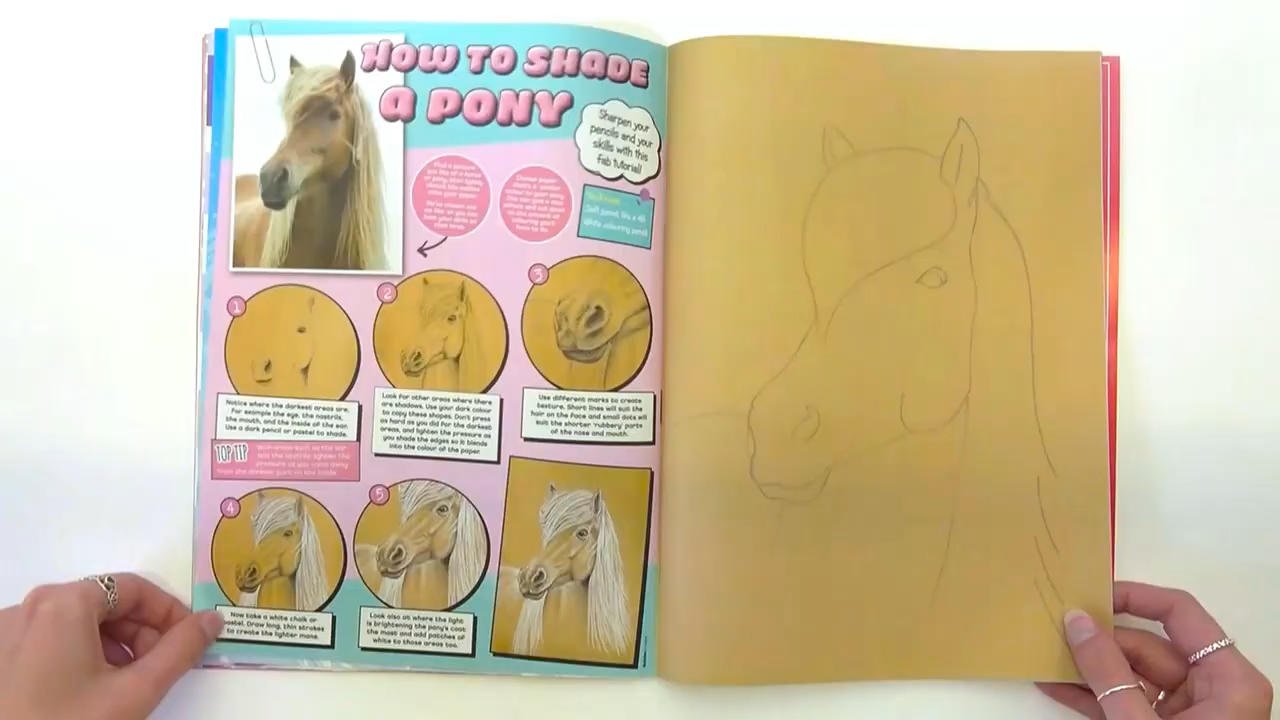 HOW TO SHADE
A PONY
Sharpen your
pencils and your
skills with this
fab tutorial!
1
2
3
Notice where the darkest areas are.
For example the eye, the nostrils,
the mouth, and the inside of the ear.
Use a dark pencil or pastel to shade.
TOP TIP
Look for other areas where there
are shadows. Use your dark colour
to copy these shapes. Don't press
as hard as you did for the darkest
areas, and lighten the pressure as
you shade the edges so it blends
into the colour of the paper.
Use different marks to create
texture. Short lines will suit the
hair on the face and small dots will
suit the shorter 'rubbery' parts
of the nose and mouth.
4
5
Now take a white chalk or
pastel. Draw long, thin strokes
to create the lighter mane.
Look also at where the light
is brightening the pony's coat
the most and add patches of
white to those areas too.